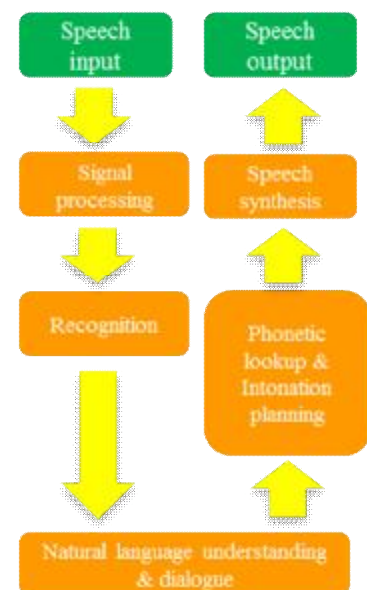 Speech
input
Speech
output
Signal
processing
Speech
synthesis
Recognition
Phonetic
lookup &
Intonation
planning
Natural language understanding
& dialogue